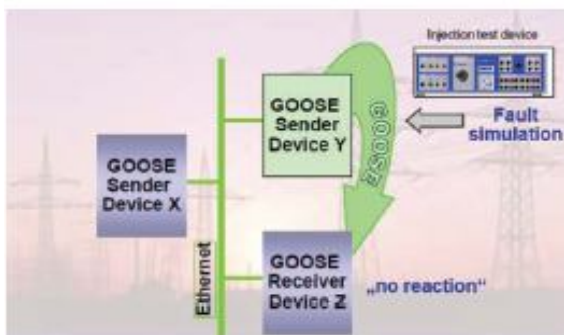 Injection test device
GOOSE
Sender
Device Y
GOOSE
Fault
simulation
GOOSE
Sender
Device X
Ethernet
GOOSE
Receiver
Device Z
„no reaction“